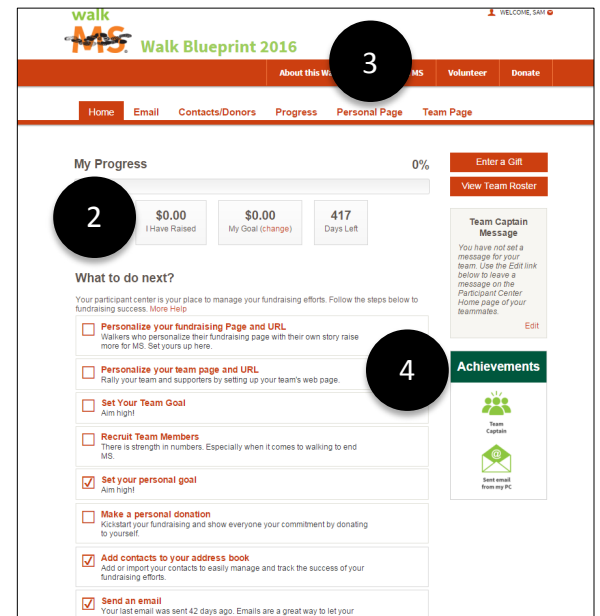 walk
WELCOME, SAM
MS. Walk Blueprint 2016
About this W
MS
Volunteer
Donate
3
Home
Email
Contacts/Donors
Progress
Personal Page
Team Page
My Progress
0%
Enter a Gift
View Team Roster
2
$0.00
I Have Raised
$0.00
My Goal (change)
417
Days Left
Team Captain
Message
You have not set a
message for your
team. Use the Edit link
below to leave a
message on the
Participant Center
Home page of your
teammates.
Edit
What to do next?
Your participant center is your place to manage your fundraising efforts. Follow the steps below to
fundraising success. More Help
Personalize your fundraising Page and URL
Walkers who personalize their fundraising page with their own story raise
more for MS. Set yours up here.
Personalize your team page and URL
Rally your team and supporters by setting up your team's web page.
4
Achievements
Team
Captain
Sent email
from my PC
Set Your Team Goal
Aim high!
Recruit Team Members
There is strength in numbers. Especially when it comes to walking to end
MS.
Set your personal goal
Aim high!
Make a personal donation
Kickstart your fundraising and show everyone your commitment by donating
to yourself.
Add contacts to your address book
Add or import your contacts to easily manage and track the success of your
fundraising efforts.
Send an email
Your last email was sent 42 days ago. Emails are a great way to let your